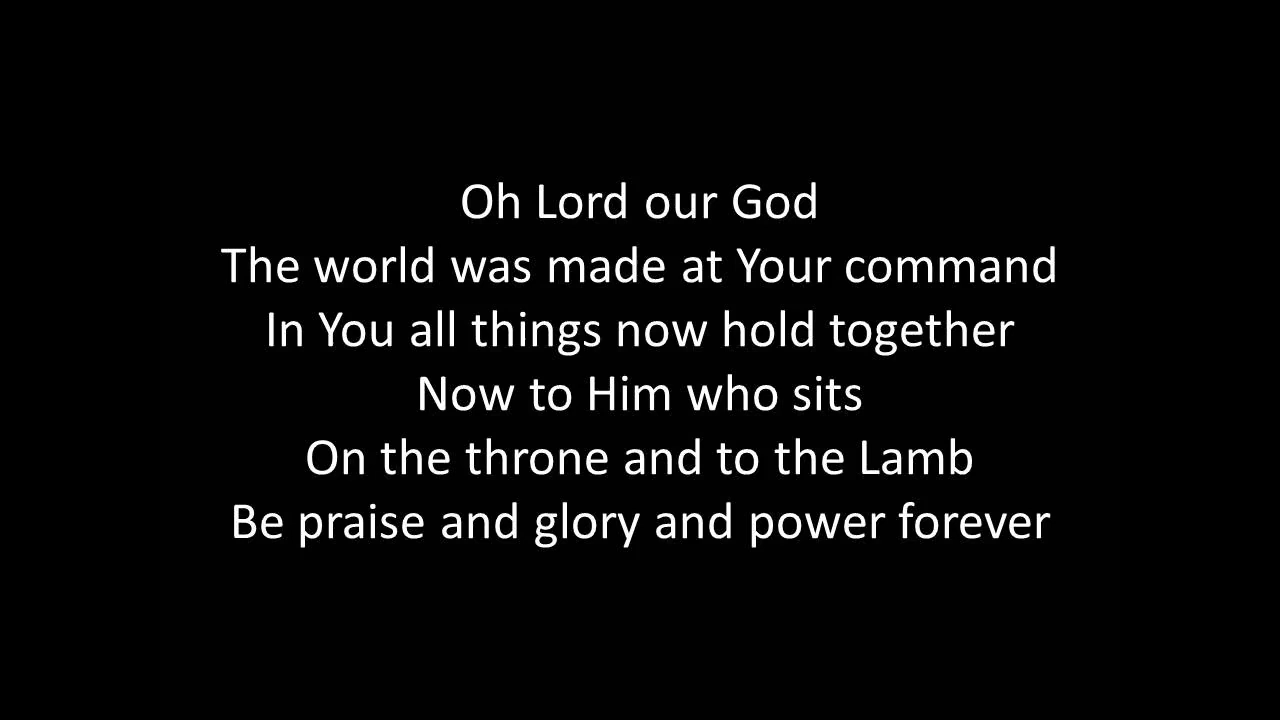 Oh Lord our God
The world was made at Your command
In You all things now hold together
Now to Him who sits
On the throne and to the Lamb
Be praise and glory and power forever